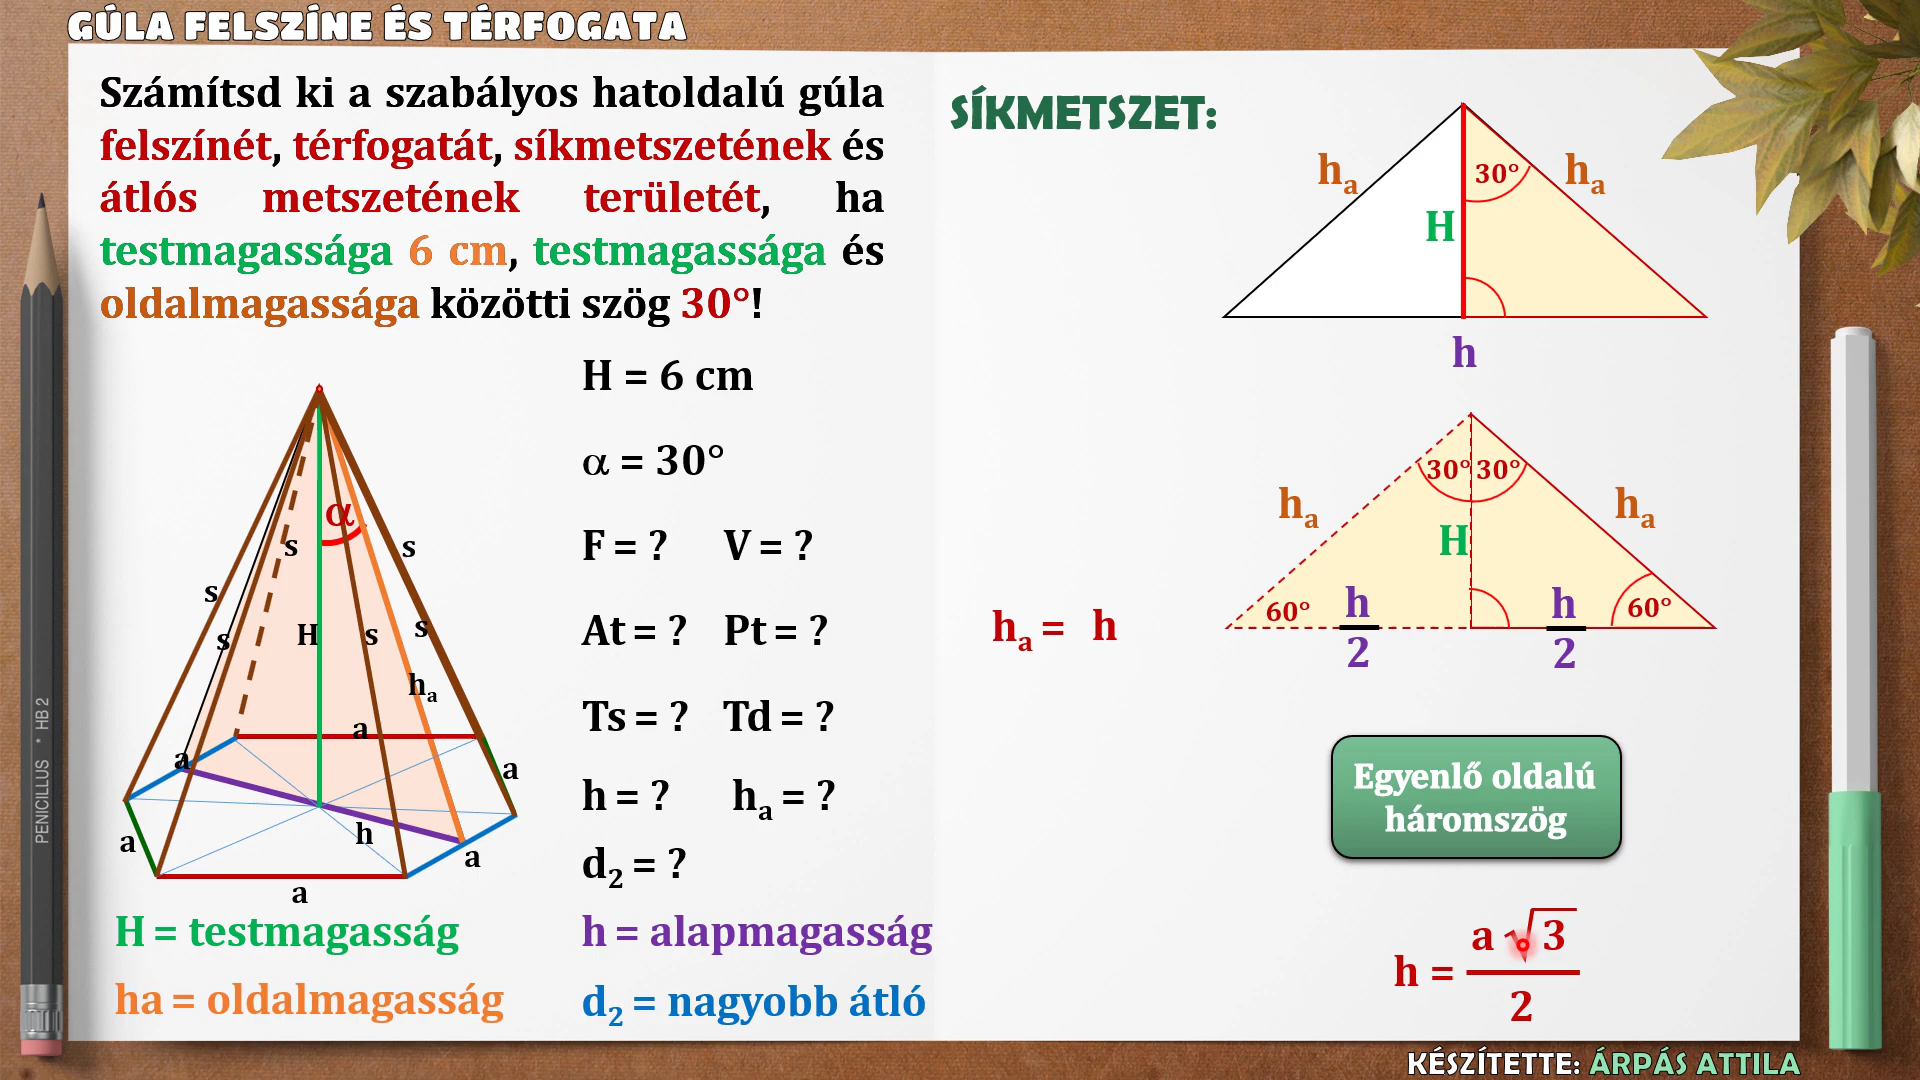 GÚLA FELSZÍNE ÉS TÉRFOGATA
Számítsd ki a szabályos hatoldalú gúla
felszínét, térfogatát, síkmetszetének és
átlós metszetének területét, ha
testmagassága 6 cm, testmagassága és
oldalmagassága közötti szög 30°!
H = 6 cm
α = 30°
F = ? V = ?
At = ? Pt = ?
Ts = ? Td = ?
h = ? hₐ = ?
d₂ = ?
α
s
s
s
s
H
s
s
hₐ
a
a
a
a
h
a
a
H = testmagasság
ha = oldalmagasság
h = alapmagasság
d₂ = nagyobb átló
SÍKMETSZET:
hₐ
30°
hₐ
H
h
30° 30°
hₐ
hₐ
H
60°
h/2
h/2
60°
hₐ = h
Egyenlő oldalú
háromszög
h = a√3/2
PENICILLUS * HB 2
KÉSZÍTETTE: ÁRPÁS ATTILA